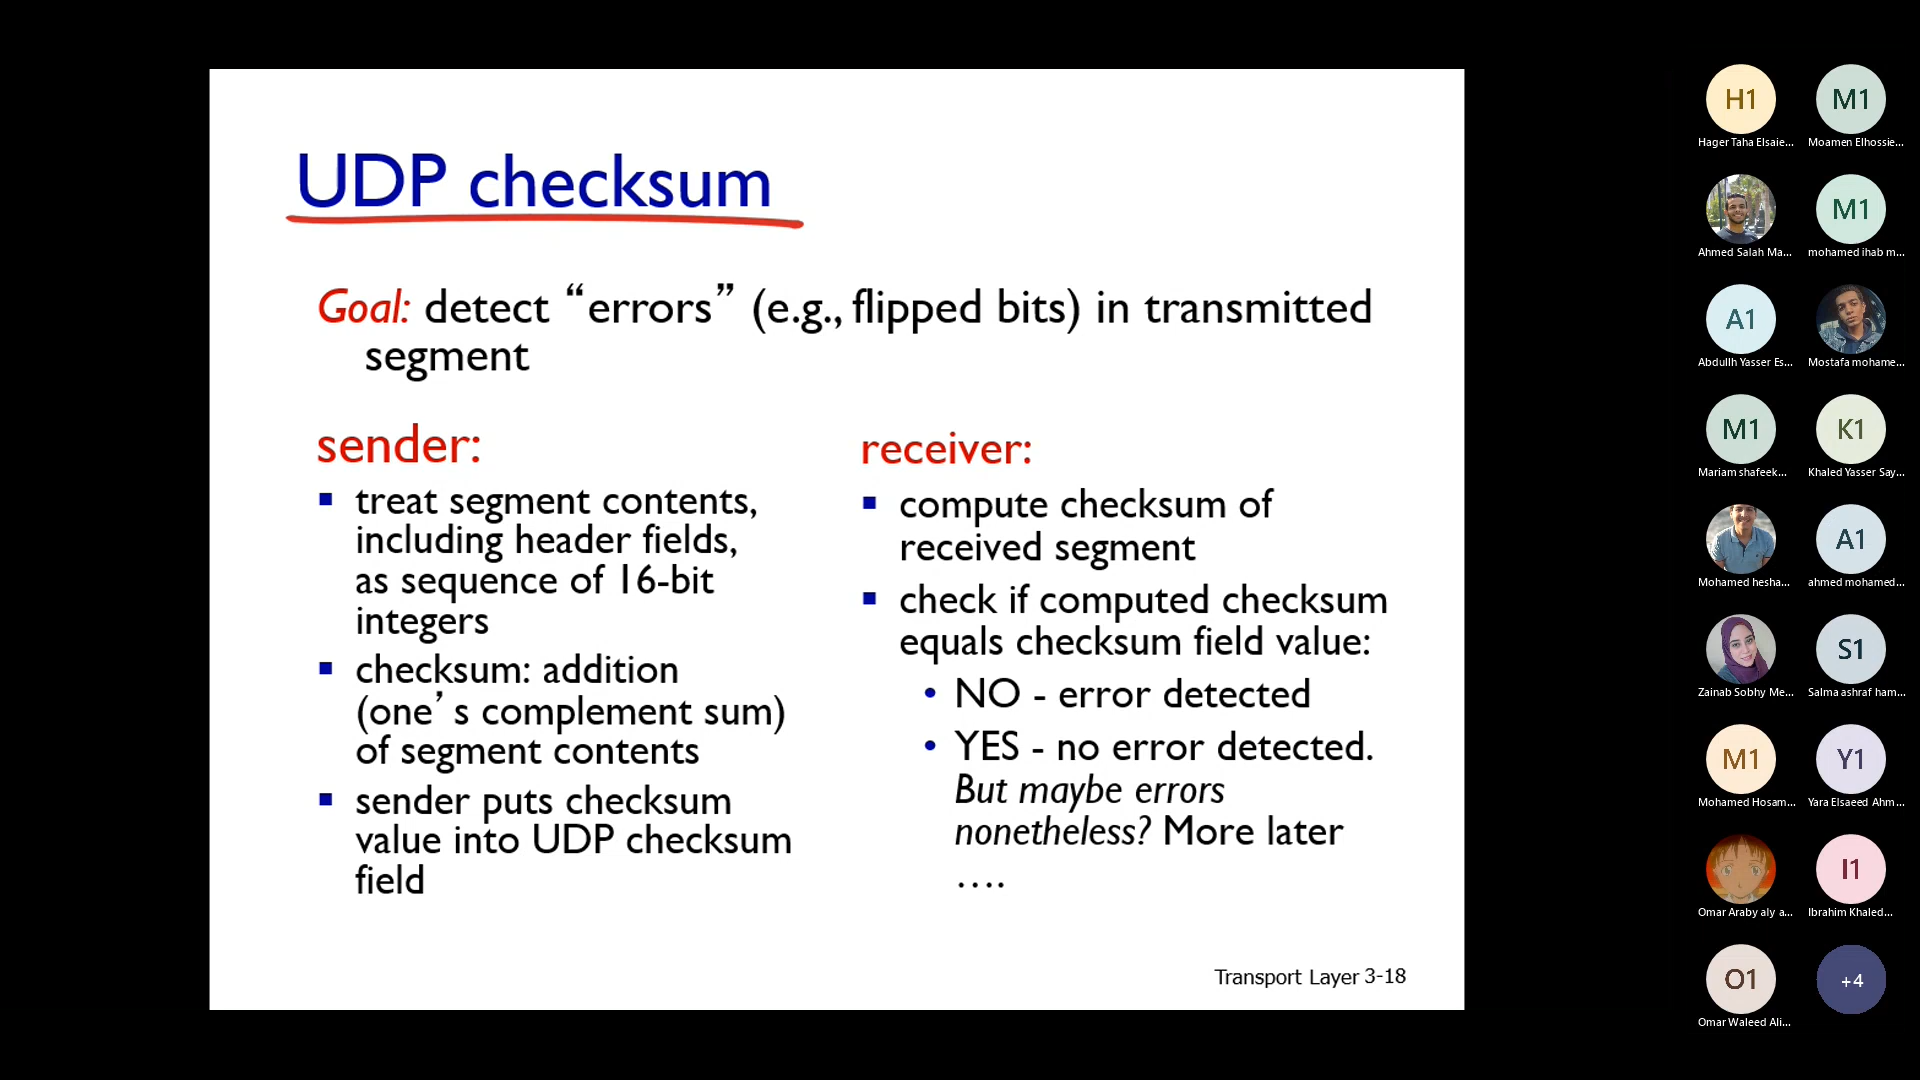 UDP checksum
Goal: detect “errors” (e.g., flipped bits) in transmitted
segment
sender:
▪ treat segment contents,
including header fields,
as sequence of 16-bit
integers
▪ checksum: addition
(one’s complement sum)
of segment contents
▪ sender puts checksum
value into UDP checksum
field
receiver:
▪ compute checksum of
received segment
▪ check if computed checksum
equals checksum field value:
• NO - error detected
• YES - no error detected.
But maybe errors
nonetheless? More later
….
Transport Layer 3-18
H1
Hager Taha Elsaie...
M1
Moamen Elhossie...
Ahmed Salah Ma...
M1
mohamed ihab m...
A1
Abdullh Yasser Es...
Mostafa mohame...
M1
Mariam shafeek...
K1
Khaled Yasser Say...
Mohamed hesha...
A1
ahmed mohamed...
Zainab Sobhy Me...
S1
Salma ashraf ham...
M1
Mohamed Hosam...
Y1
Yara Elsaeed Ahm...
Omar Araby aly a...
I1
Ibrahim Khaled...
O1
Omar Waleed Ali...
+4